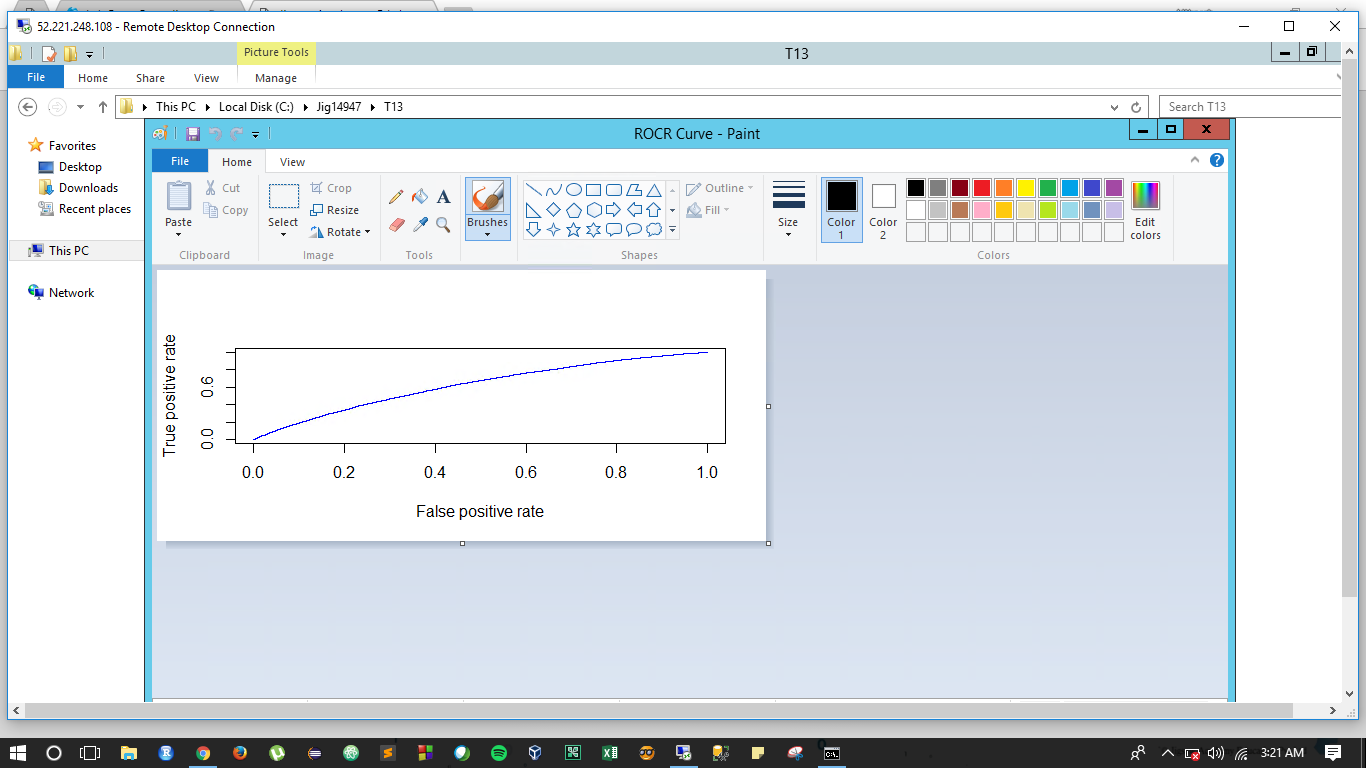 52.221.248.108 - Remote Desktop Connection
Picture Tools
T13
File Home Share View Manage
This PC Local Disk (C:) Jig14947 T13
Search T13
Favorites
Desktop
Downloads
Recent places
This PC
Network
ROCR Curve - Paint
File Home View
Paste
Cut
Copy
Clipboard
Select
Crop
Resize
Rotate
Image
A
Tools
Brushes
Outline
Fill
Shapes
Size
Color 1
Color 2
Edit colors
Colors
True positive rate
0.0 0.6
0.0 0.2 0.4 0.6 0.8 1.0
False positive rate
3:21 AM